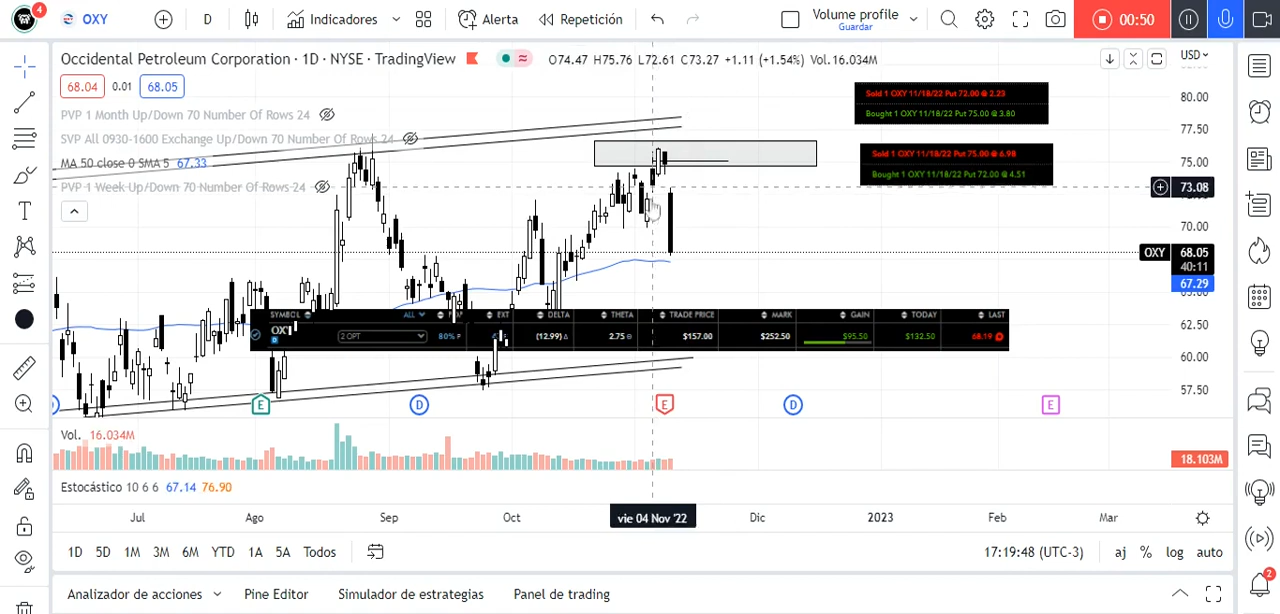 4
OXY D Indicadores Alerta Repetición Volume profile Guardar 00:50
Occidental Petroleum Corporation · 1D · NYSE · TradingView O74.47 H75.76 L72.61 C73.27 +1.11 (+1.54%) Vol.16.034M
USD
68.04 0.01 68.05
80.00
Sold 1 OXY 11/18/22 Put 72.00 @ 2.23
Bought 1 OXY 11/18/22 Put 75.00 @ 3.80
PVP 1 Month Up/Down 70 Number Of Rows 24
77.50
SVP All 0930-1600 Exchange Up/Down 70 Number Of Rows 24
Sold 1 OXY 11/18/22 Put 75.00 @ 6.98
Bought 1 OXY 11/18/22 Put 72.00 @ 4.51
MA 50 close 0 SMA 5 67.33
75.00
PVP 1 Week Up/Down 70 Number Of Rows 24
73.08
70.00
OXY 68.05
40:11
67.29
65.00
SYMBOL ALL EXT DELTA THETA TRADE PRICE MARK GAIN TODAY LAST
62.50
OXY 2 OPT 80% P (12.99) 2.75 $157.00 $252.50 $95.50 $132.50 68.19
60.00
57.50
E D E D E
Vol. 16.034M
18.103M
Estocástico 10 6 6 67.14 76.90
Jul Ago Sep Oct vie 04 Nov '22 Dic 2023 Feb Mar
1D 5D 1M 3M 6M YTD 1A 5A Todos 17:19:48 (UTC-3) aj % log auto
Analizador de acciones Pine Editor Simulador de estrategias Panel de trading
2